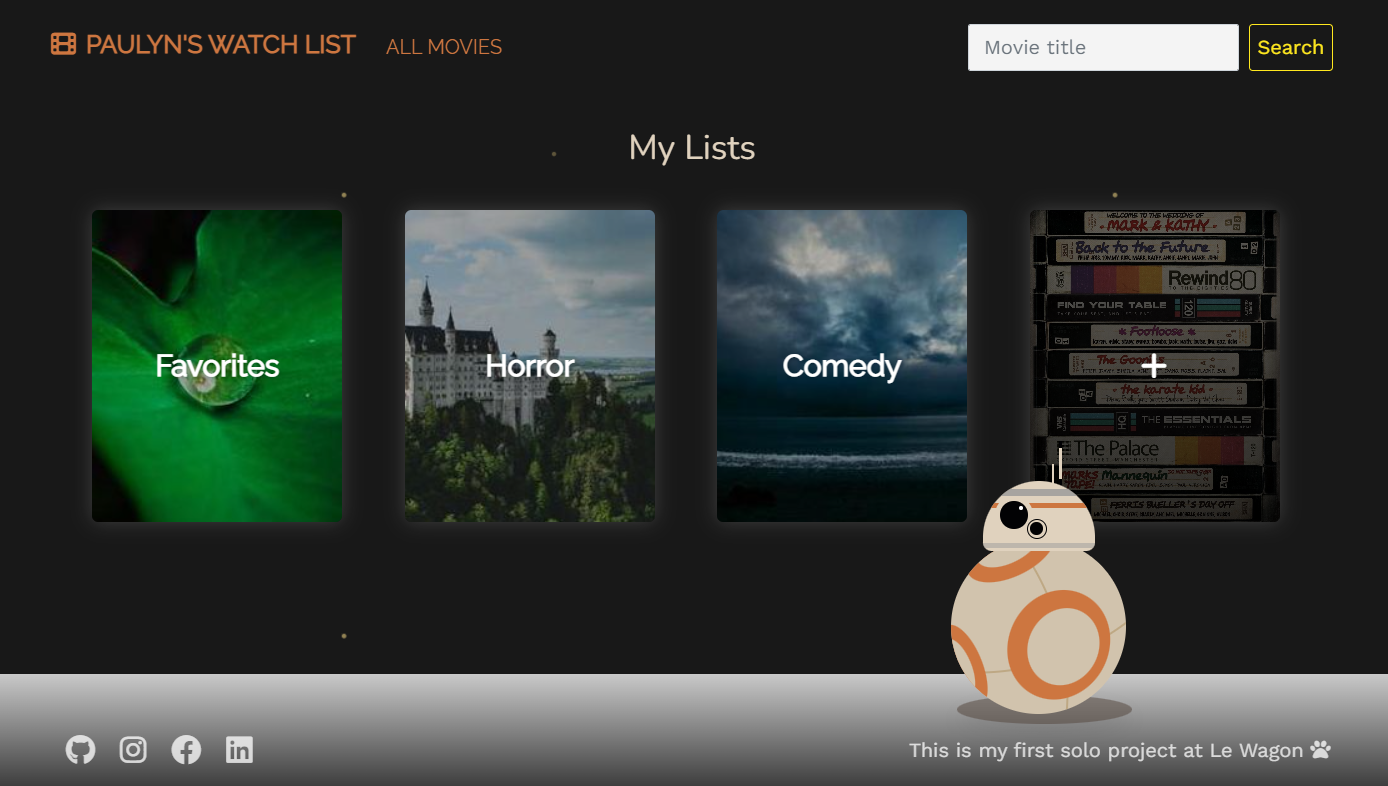 PAULYN'S WATCH LIST
ALL MOVIES
Movie title
Search
My Lists
Favorites
Horror
Comedy
WELCOME TO THE WEDDING OF
- MARK & KATHY -
Back to the Future
Rewind80
FIND YOUR TABLE
120
* Footloose *
The Goonies
- the karate kid -
HQ
THE ESSENTIALS
The Palace
Mannequin
FERRIS BUELLER'S DAY OFF
+
This is my first solo project at Le Wagon